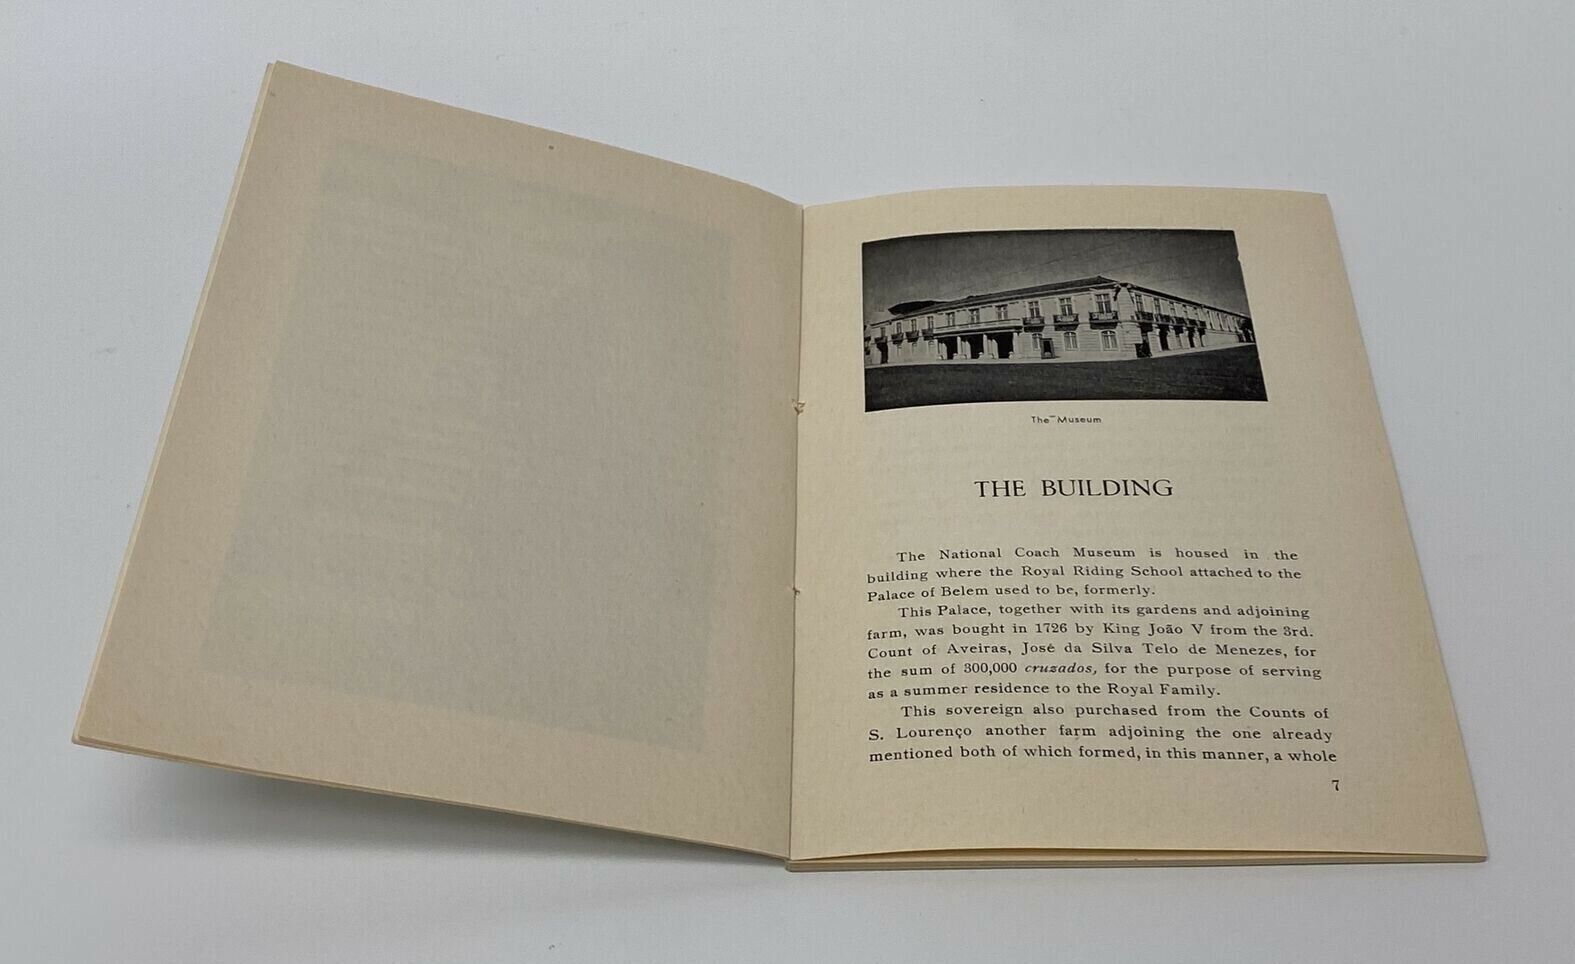 The Museum
THE BUILDING
The National Coach Museum is housed in the
building where the Royal Riding School attached to the
Palace of Belem used to be, formerly.
This Palace, together with its gardens and adjoining
farm, was bought in 1726 by King João V from the 3rd.
Count of Aveiras, José da Silva Telo de Menezes, for
the sum of 300,000 cruzados, for the purpose of serving
as a summer residence to the Royal Family.
This sovereign also purchased from the Counts of
S. Lourenço another farm adjoining the one already
mentioned both of which formed, in this manner, a whole
7